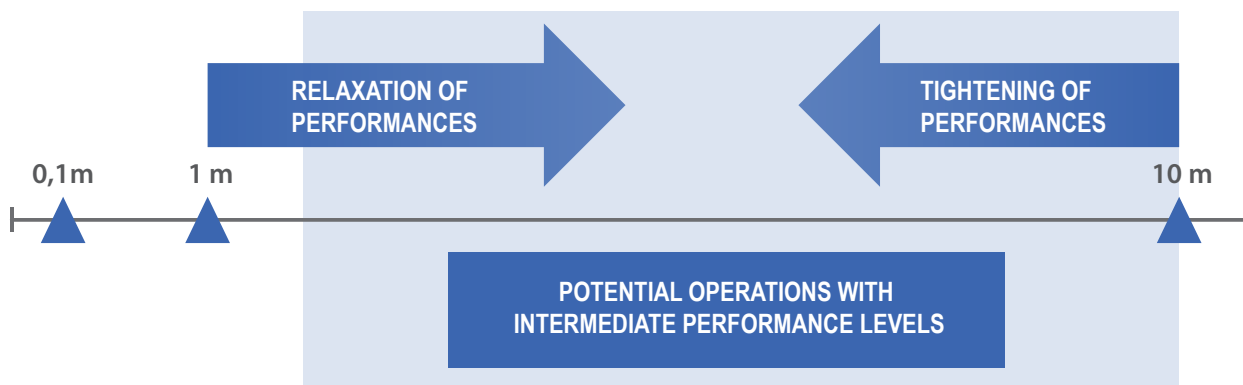 RELAXATION OF
PERFORMANCES
TIGHTENING OF
PERFORMANCES
0,1m
1 m
10 m
POTENTIAL OPERATIONS WITH
INTERMEDIATE PERFORMANCE LEVELS